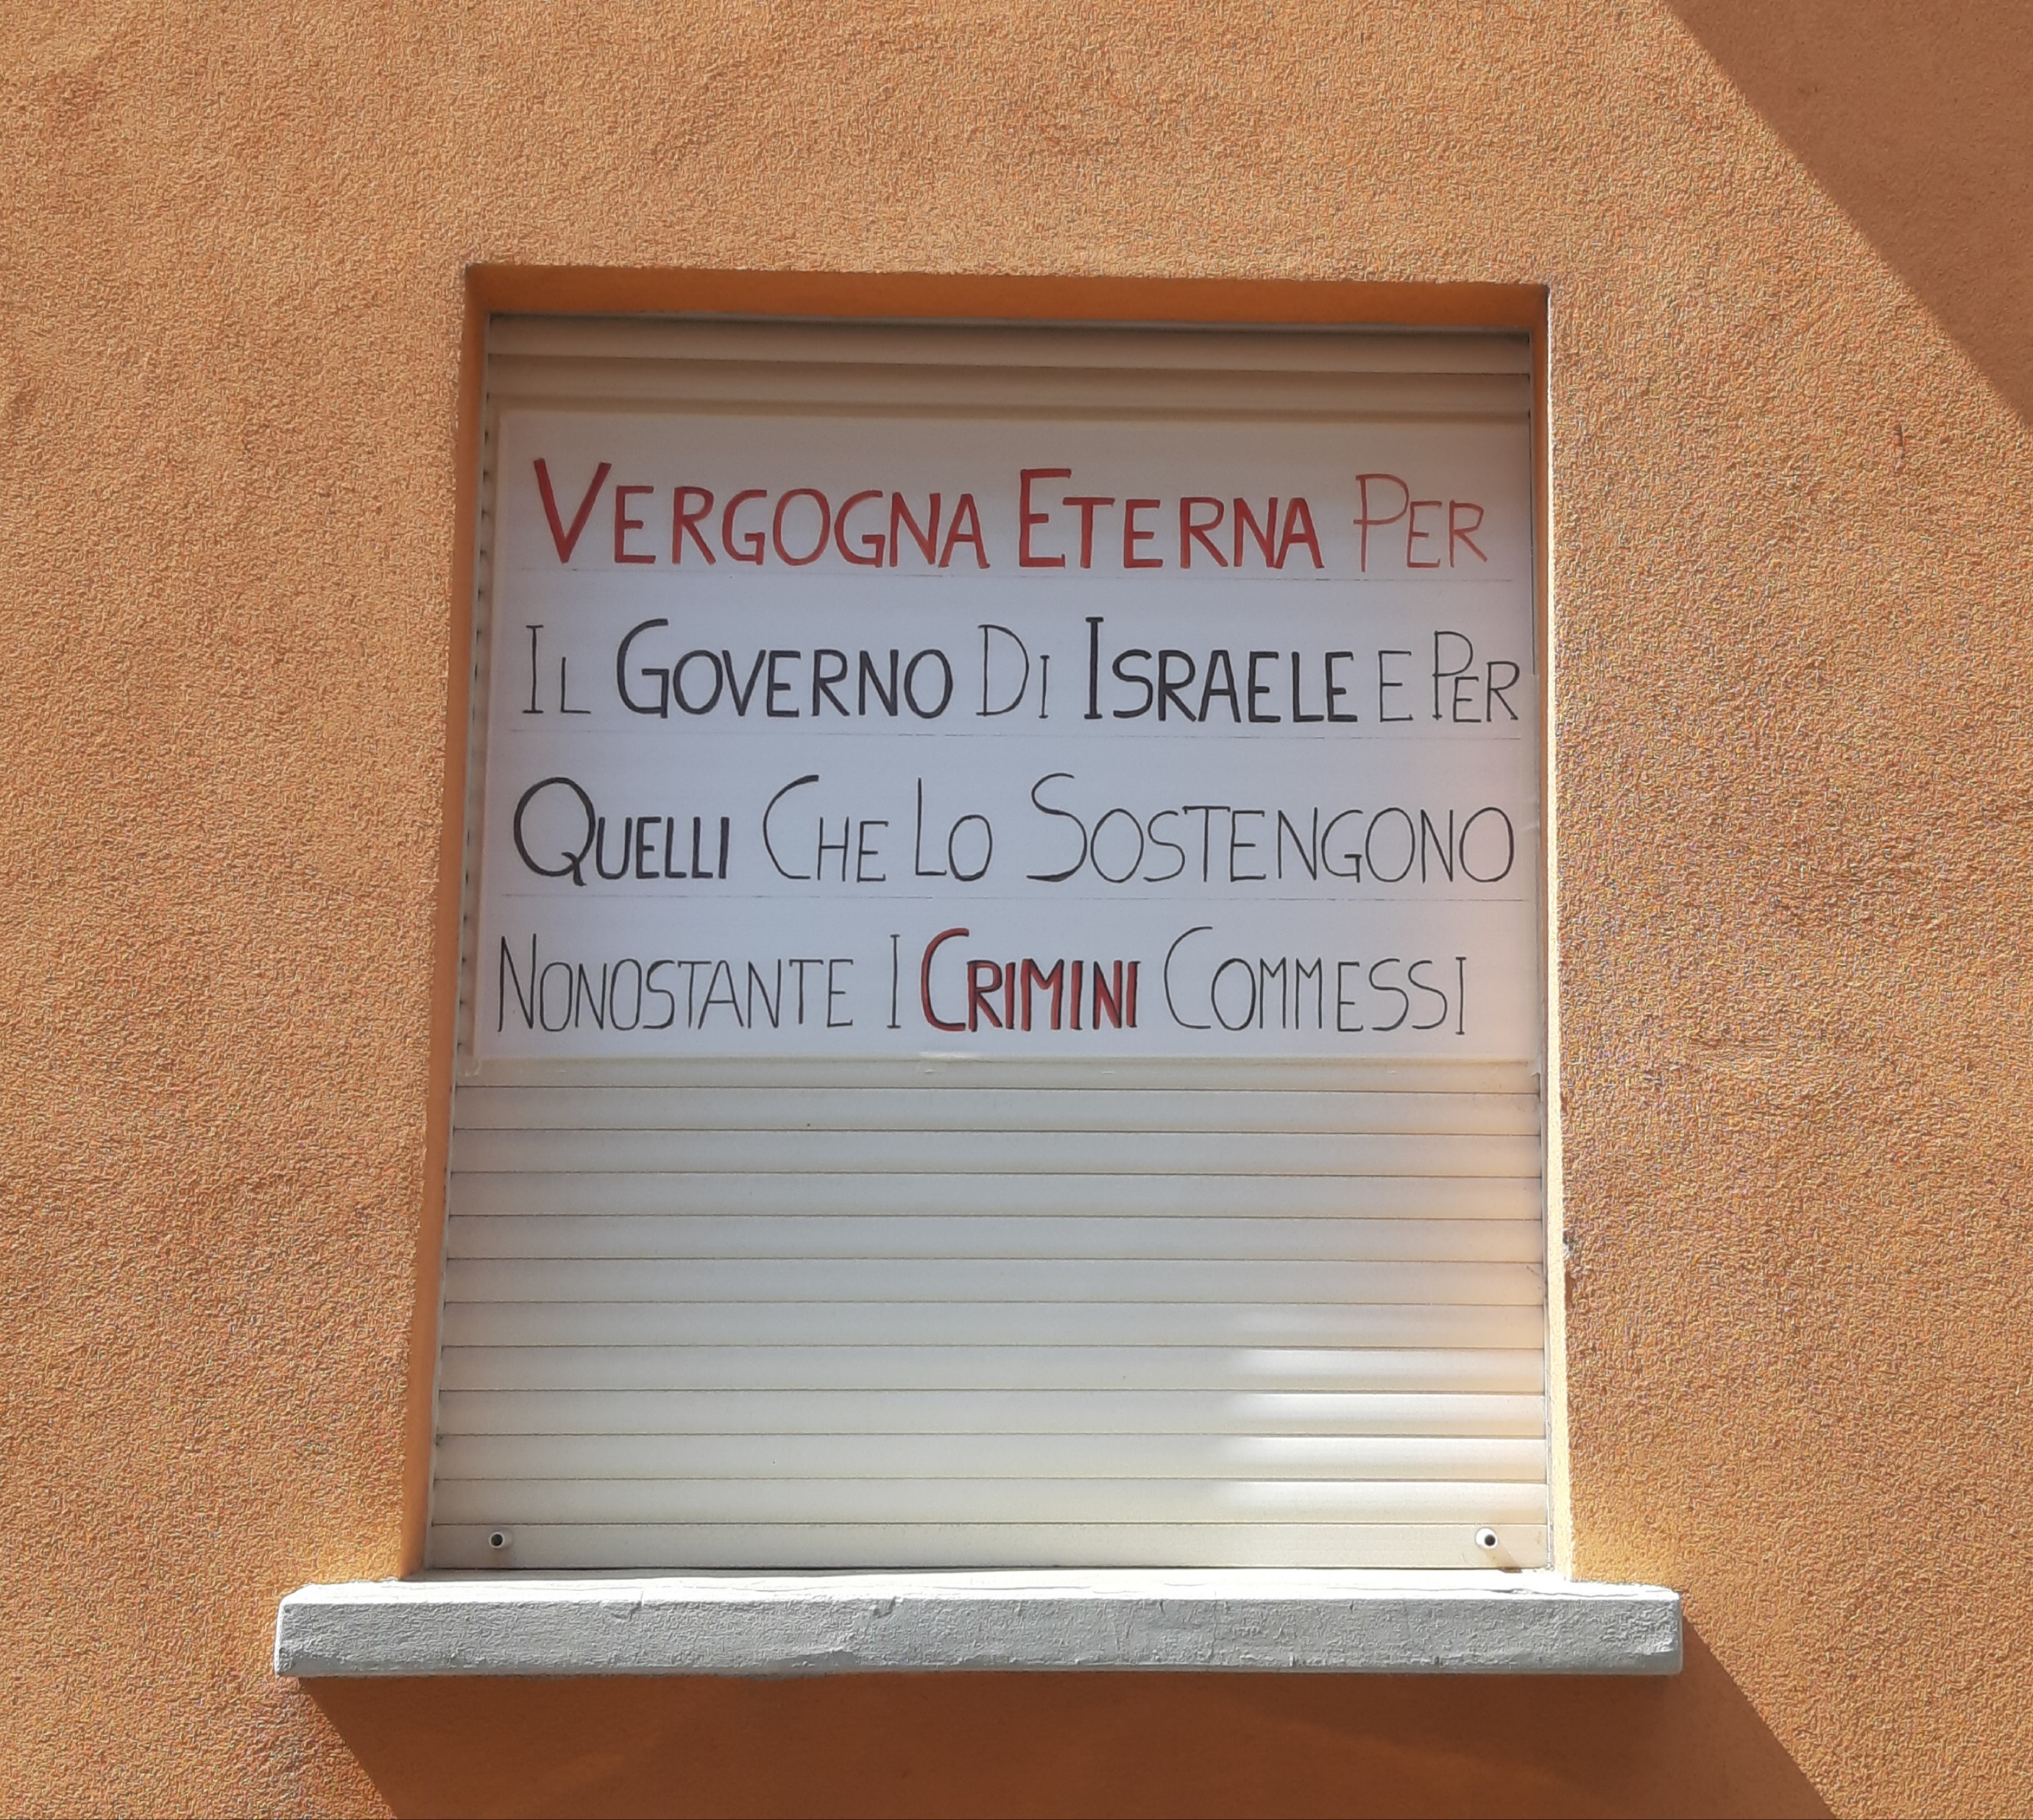 Vergogna Eterna Per
Il Governo Di Israele e Per
Quelli Che Lo Sostengono
Nonostante i Crimini Commessi